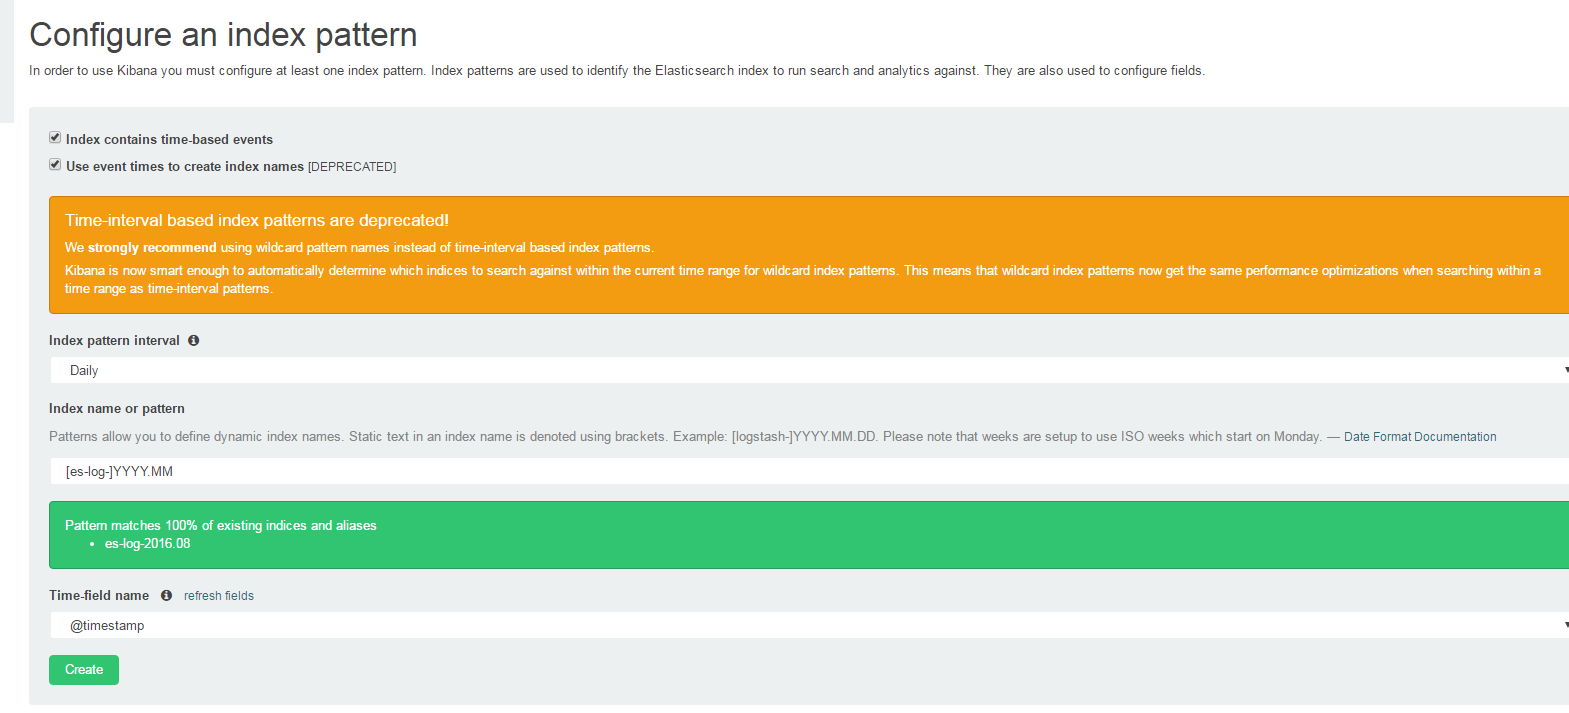 Configure an index pattern
In order to use Kibana you must configure at least one index pattern. Index patterns are used to identify the Elasticsearch index to run search and analytics against. They are also used to configure fields.
Index contains time-based events
Use event times to create index names [DEPRECATED]
Time-interval based index patterns are deprecated!
We strongly recommend using wildcard pattern names instead of time-interval based index patterns.
Kibana is now smart enough to automatically determine which indices to search against within the current time range for wildcard index patterns. This means that wildcard index patterns now get the same performance optimizations when searching within a
time range as time-interval patterns.
Index pattern interval
Daily
Index name or pattern
Patterns allow you to define dynamic index names. Static text in an index name is denoted using brackets. Example: [logstash-]YYYY.MM.DD. Please note that weeks are setup to use ISO weeks which start on Monday. — Date Format Documentation
[es-log-]YYYY.MM
Pattern matches 100% of existing indices and aliases
• es-log-2016.08
Time-field name refresh fields
@timestamp
Create